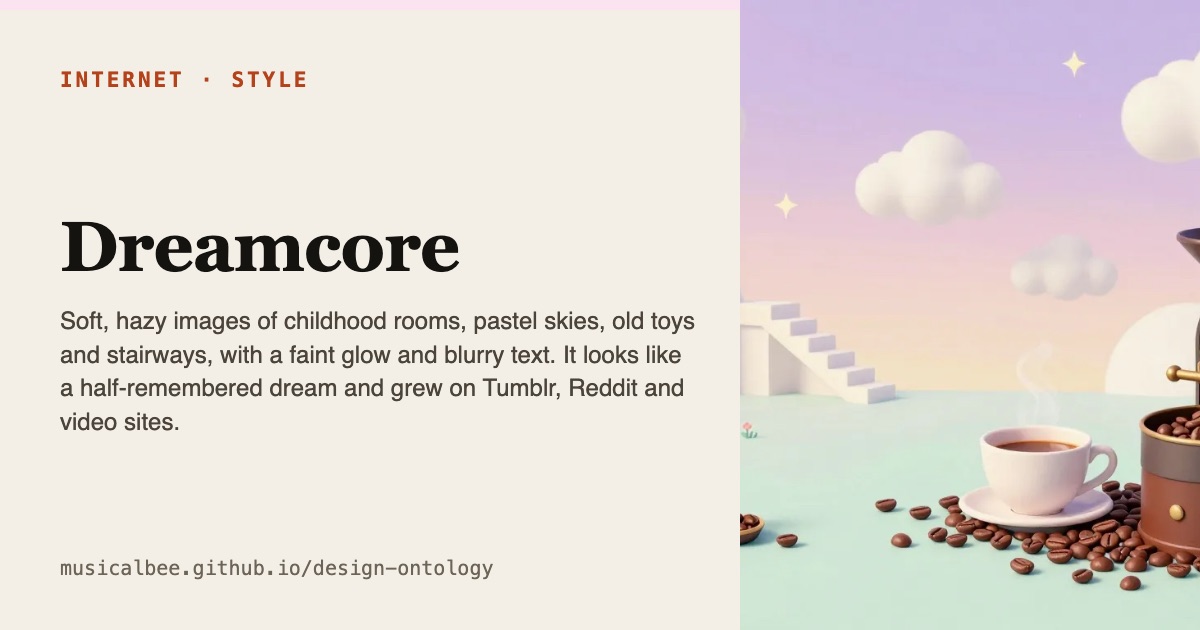 INTERNET · STYLE
Dreamcore
Soft, hazy images of childhood rooms, pastel skies, old toys
and stairways, with a faint glow and blurry text. It looks like
a half-remembered dream and grew on Tumblr, Reddit and
video sites.
musicalbee.github.io/design-ontology